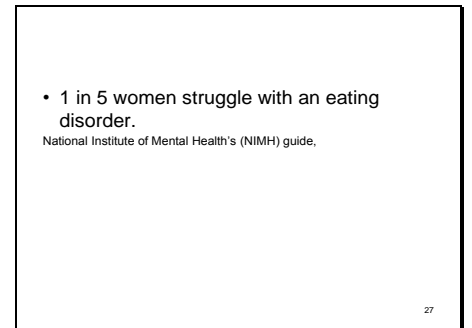 • 1 in 5 women struggle with an eating
disorder.
National Institute of Mental Health's (NIMH) guide,
27